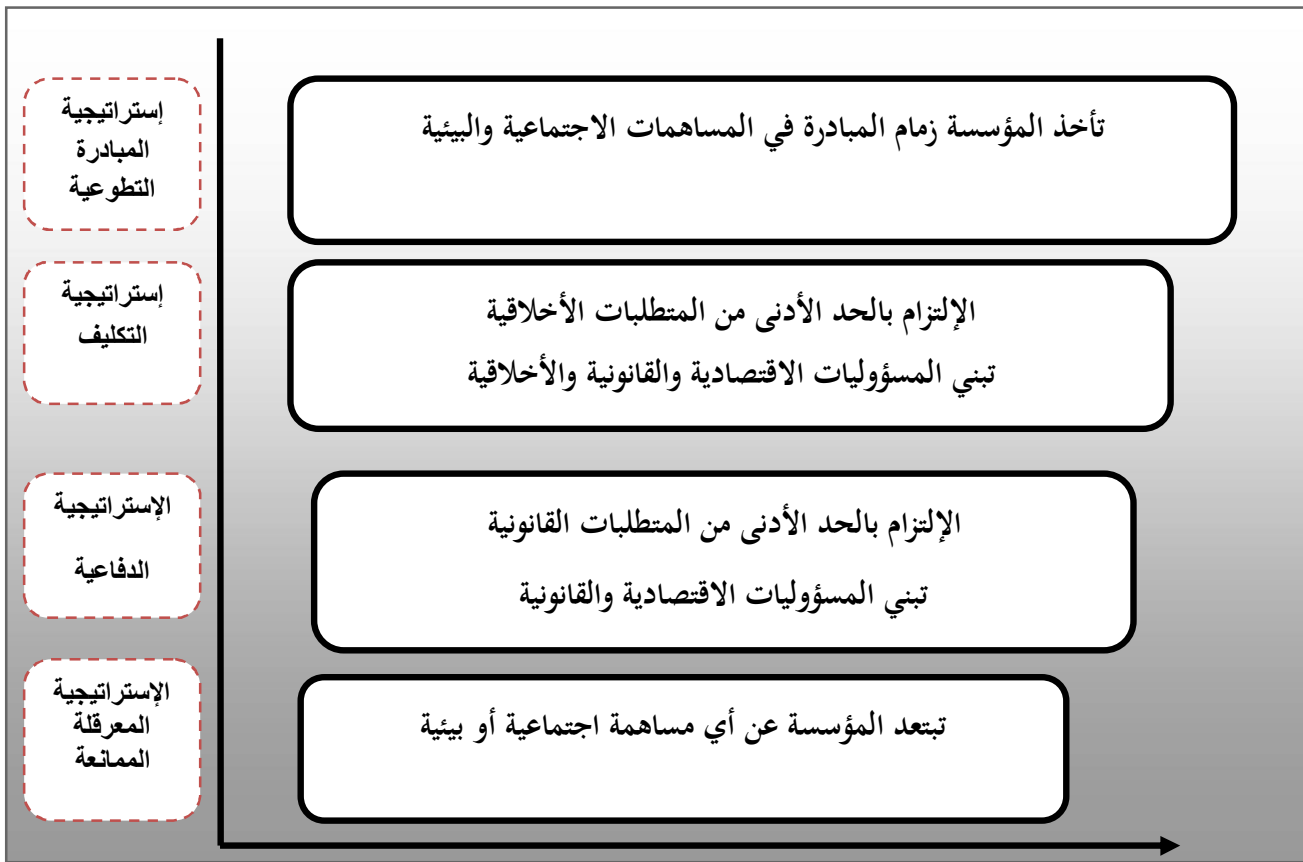 إستراتيجية
المبادرة
التطوعية
تأخذ المؤسسة زمام المبادرة في المساهمات الاجتماعية والبيئية
إستراتيجية
التكليف
الإلتزام بالحد الأدنى من المتطلبات الأخلاقية
تبني المسؤوليات الاقتصادية والقانونية والأخلاقية
الإستراتيجية
الدفاعية
الإلتزام بالحد الأدنى من المتطلبات القانونية
تبني المسؤوليات الاقتصادية والقانونية
الإستراتيجية
المعرقلة
الممانعة
تبتعد المؤسسة عن أي مساهمة اجتماعية أو بيئية